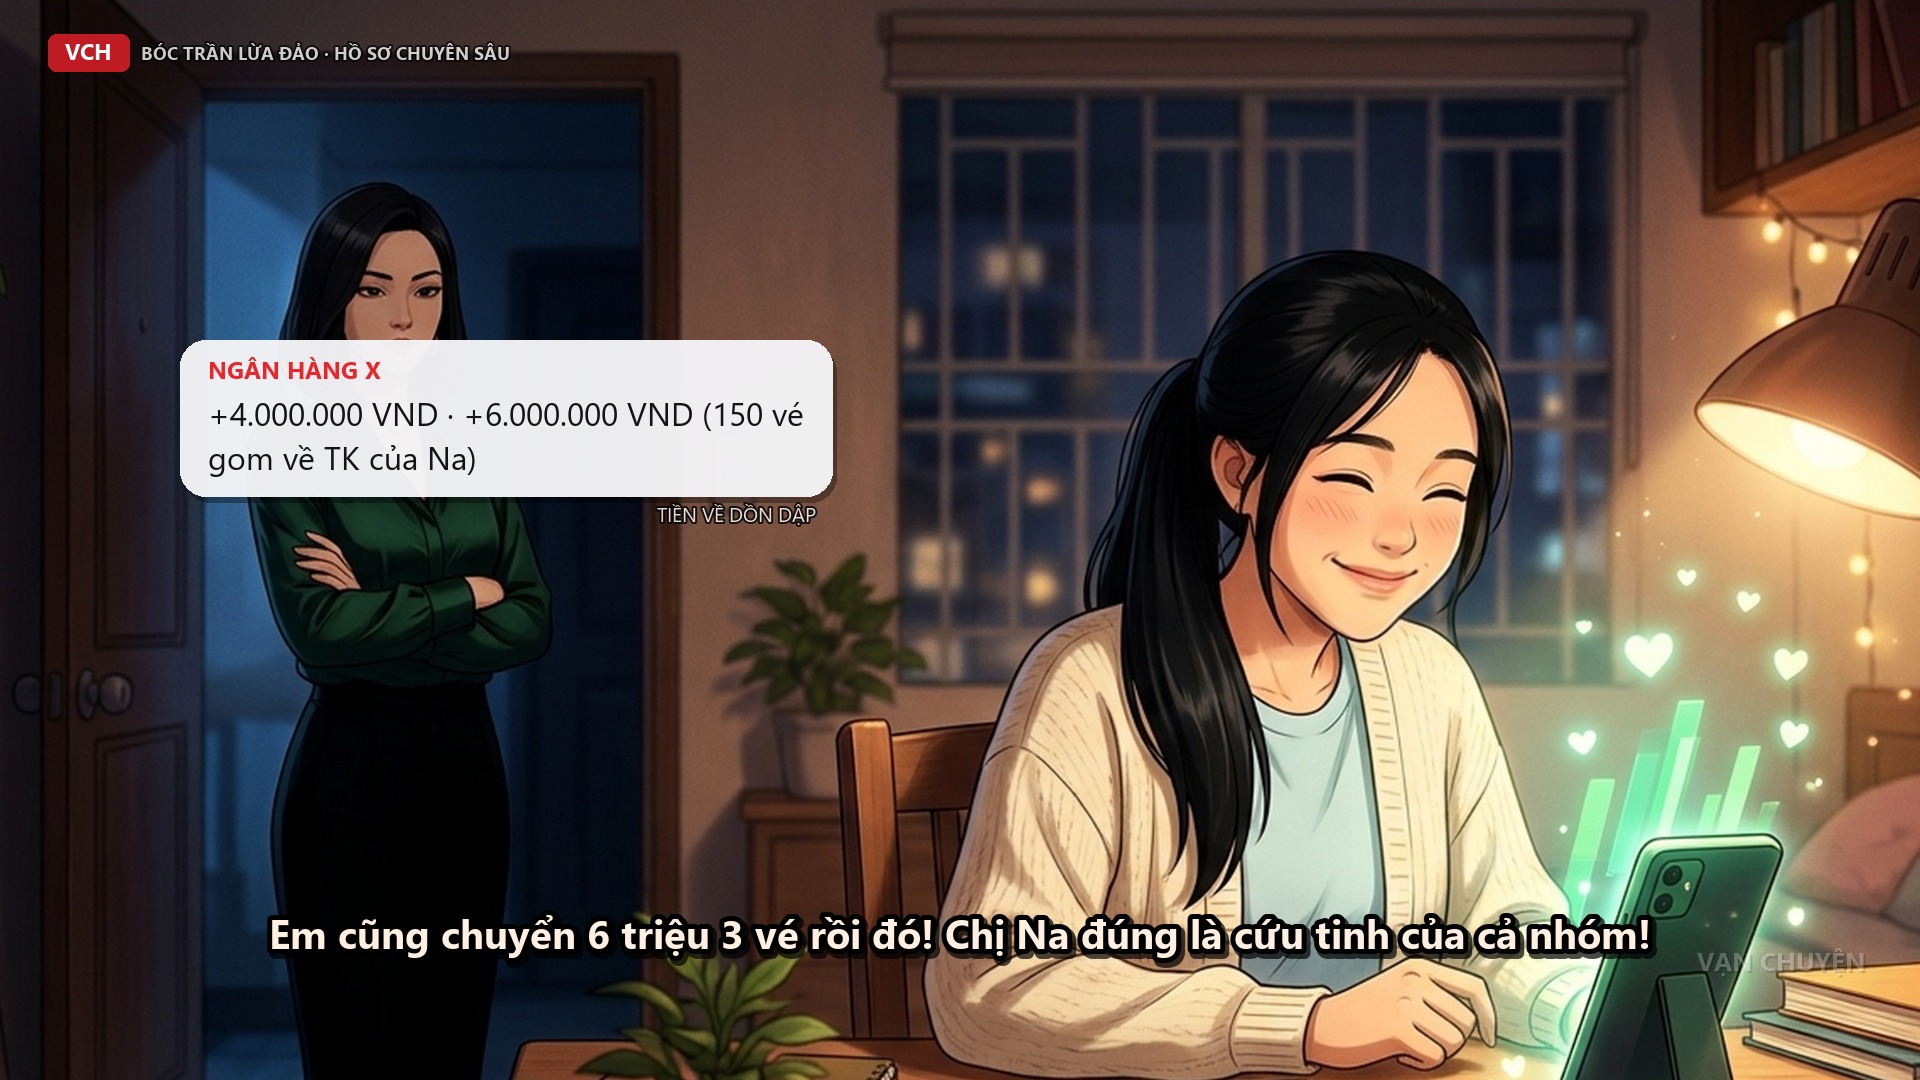 VCH BÓC TRẦN LỪA ĐẢO · HỒ SƠ CHUYÊN SÂU
NGÂN HÀNG X
+4.000.000 VND · +6.000.000 VND (150 vé
gom về TK của Na)
TIỀN VỀ DỒN DẬP
Em cũng chuyển 6 triệu 3 vé rồi đó! Chị Na đúng là cứu tinh của cả nhóm!
VẠN CHUYỆN